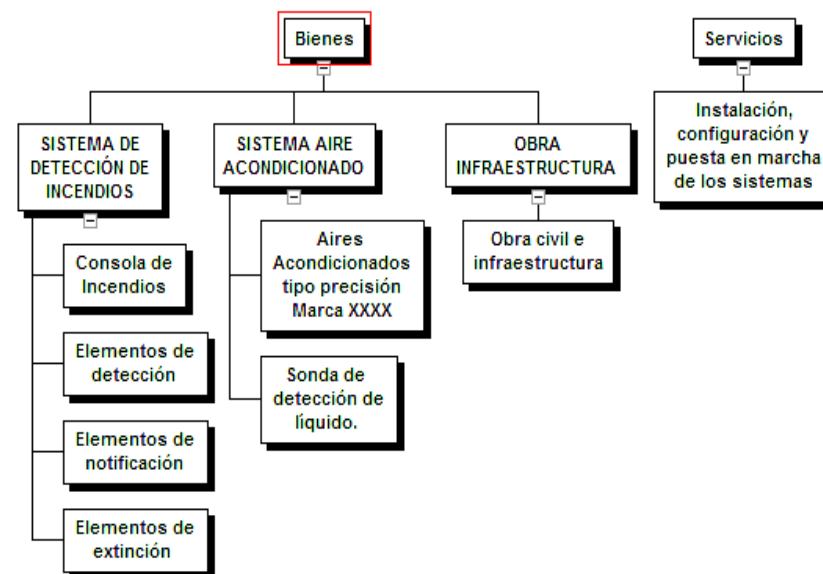 Bienes
Servicios
SISTEMA DE
DETECCIÓN DE
INCENDIOS
SISTEMA AIRE
ACONDICIONADO
OBRA
INFRAESTRUCTURA
Instalación,
configuración y
puesta en marcha
de los sistemas
Consola de
Incendios
Elementos de
detección
Elementos de
notificación
Elementos de
extinción
Aires
Acondicionados
tipo precisión
Marca XXXX
Sonda de
detección de
líquido.
Obra civil e
infraestructura